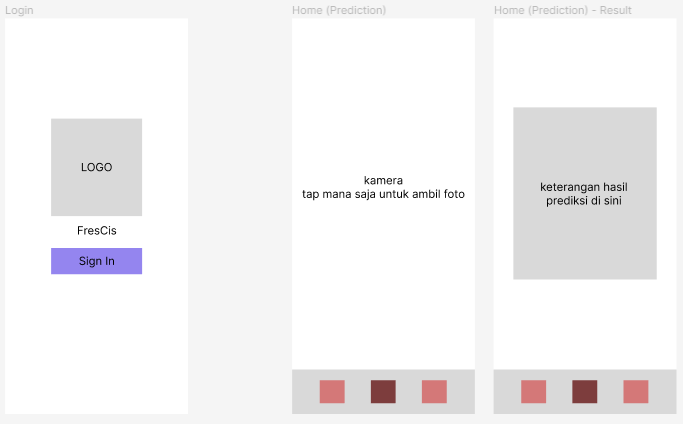 Login
LOGO
FresCis
Sign In
Home (Prediction)
kamera
tap mana saja untuk ambil foto
Home (Prediction) - Result
keterangan hasil
prediksi di sini